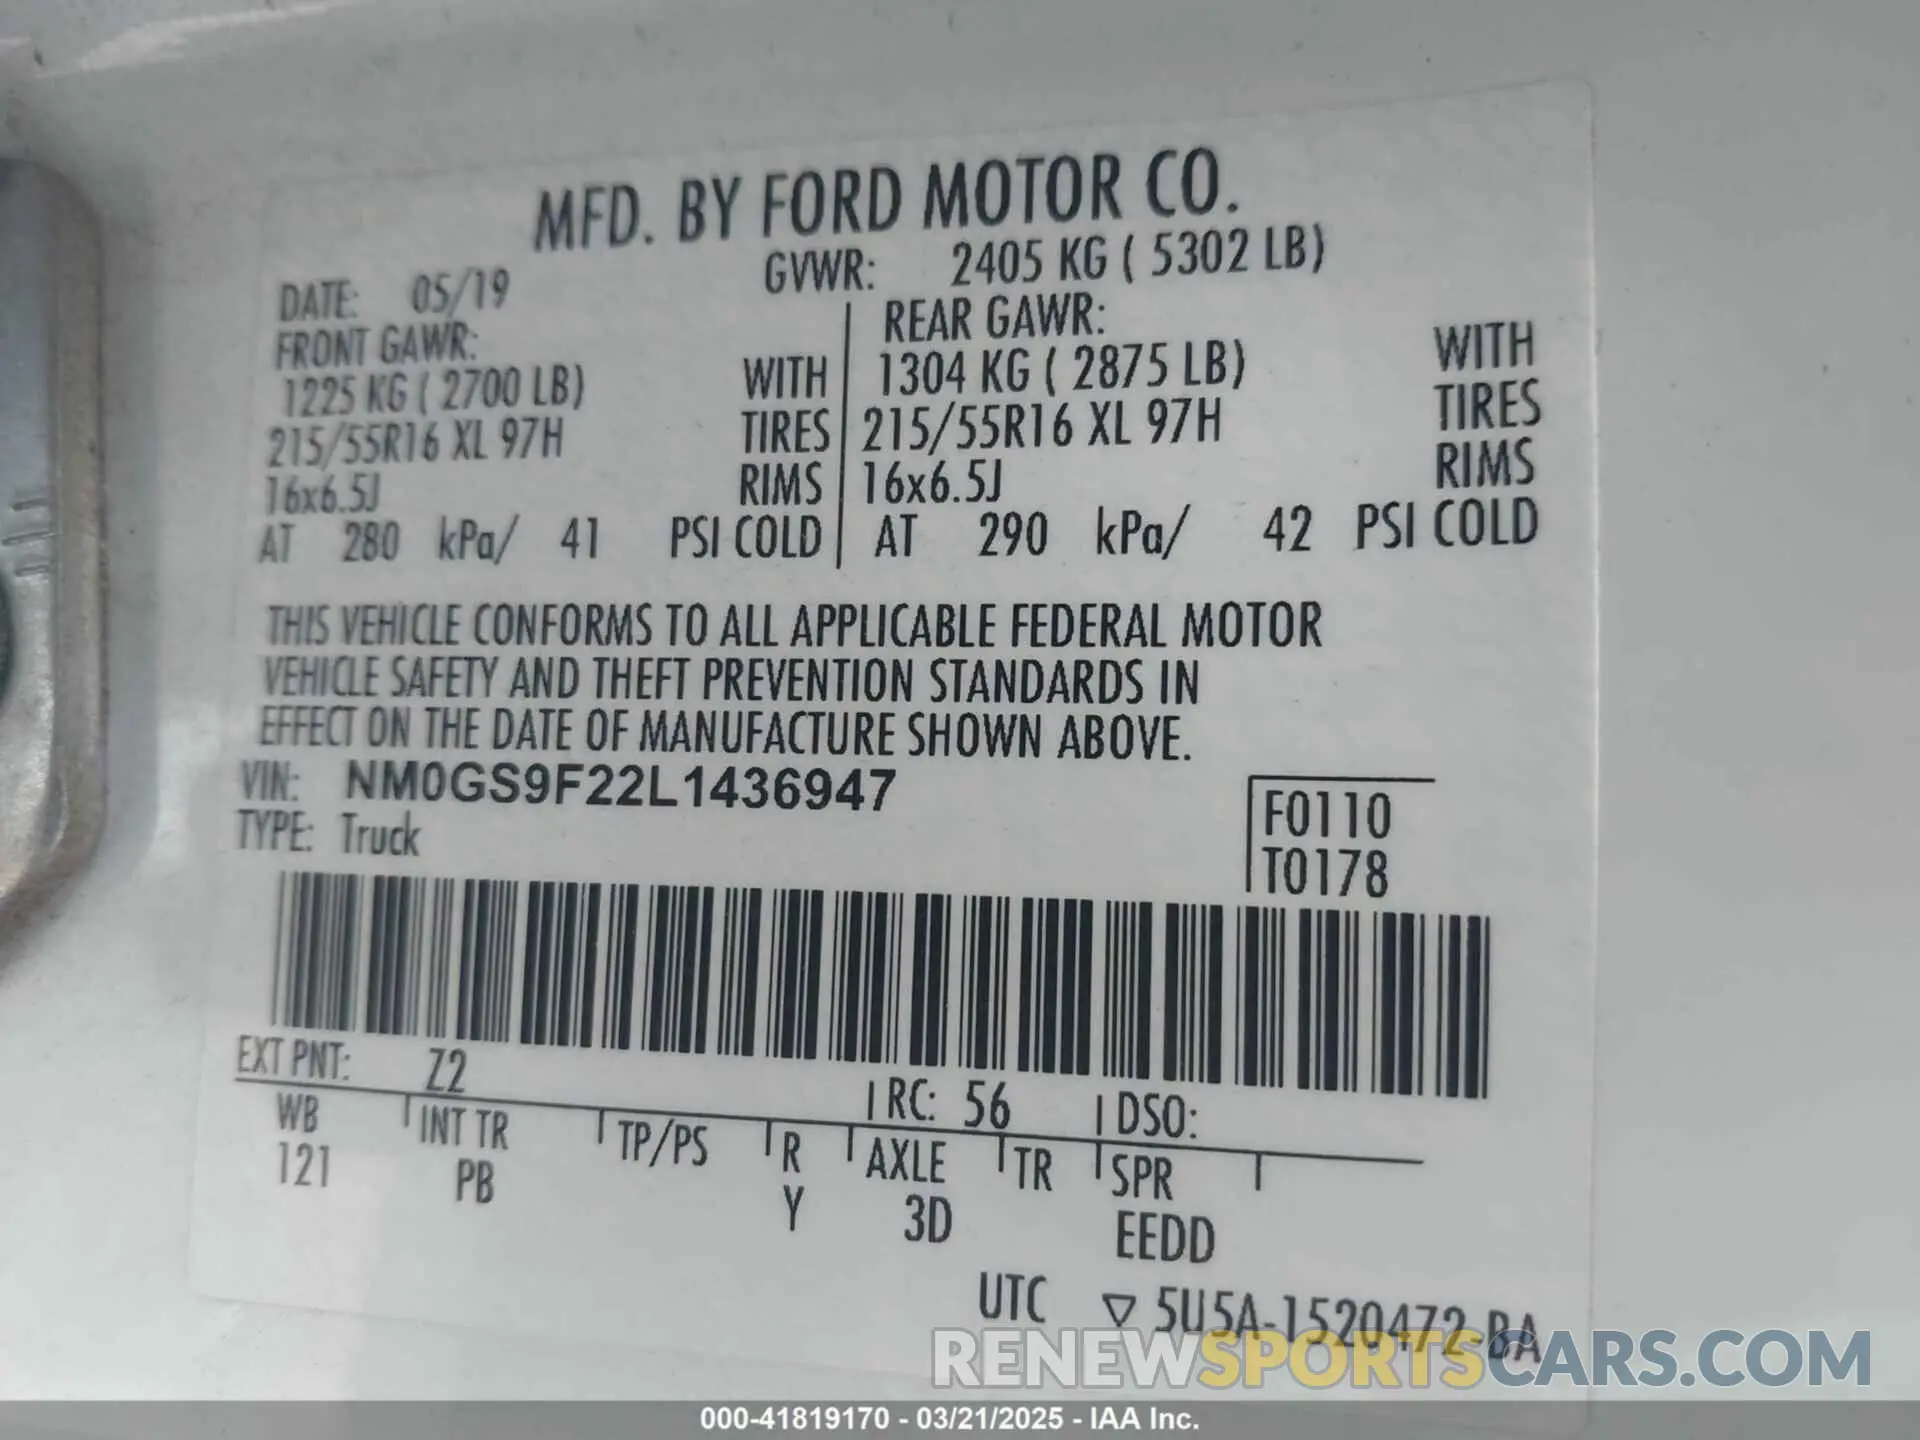 MFD. BY FORD MOTOR CO.
DATE: 05/19 GVWR: 2405 KG ( 5302 LB)
FRONT GAWR: REAR GAWR:
1225 KG ( 2700 LB) WITH 1304 KG ( 2875 LB) WITH
215/55R16 XL 97H TIRES 215/55R16 XL 97H TIRES
16x6.5J RIMS 16x6.5J RIMS
AT 280 kPa/ 41 PSI COLD AT 290 kPa/ 42 PSI COLD
THIS VEHICLE CONFORMS TO ALL APPLICABLE FEDERAL MOTOR
VEHICLE SAFETY AND THEFT PREVENTION STANDARDS IN
EFFECT ON THE DATE OF MANUFACTURE SHOWN ABOVE.
VIN: NM0GS9F22L1436947
TYPE: Truck
F0110
T0178
EXT PNT: Z2 RC: 56 DSO:
WB INT TR TP/PS R AXLE TR SPR
121 PB Y 3D EEDD
UTC ▽ 5U5A-1520472-BA
RENEWSPORTSCARS.COM
000-41819170 - 03/21/2025 - IAA Inc.